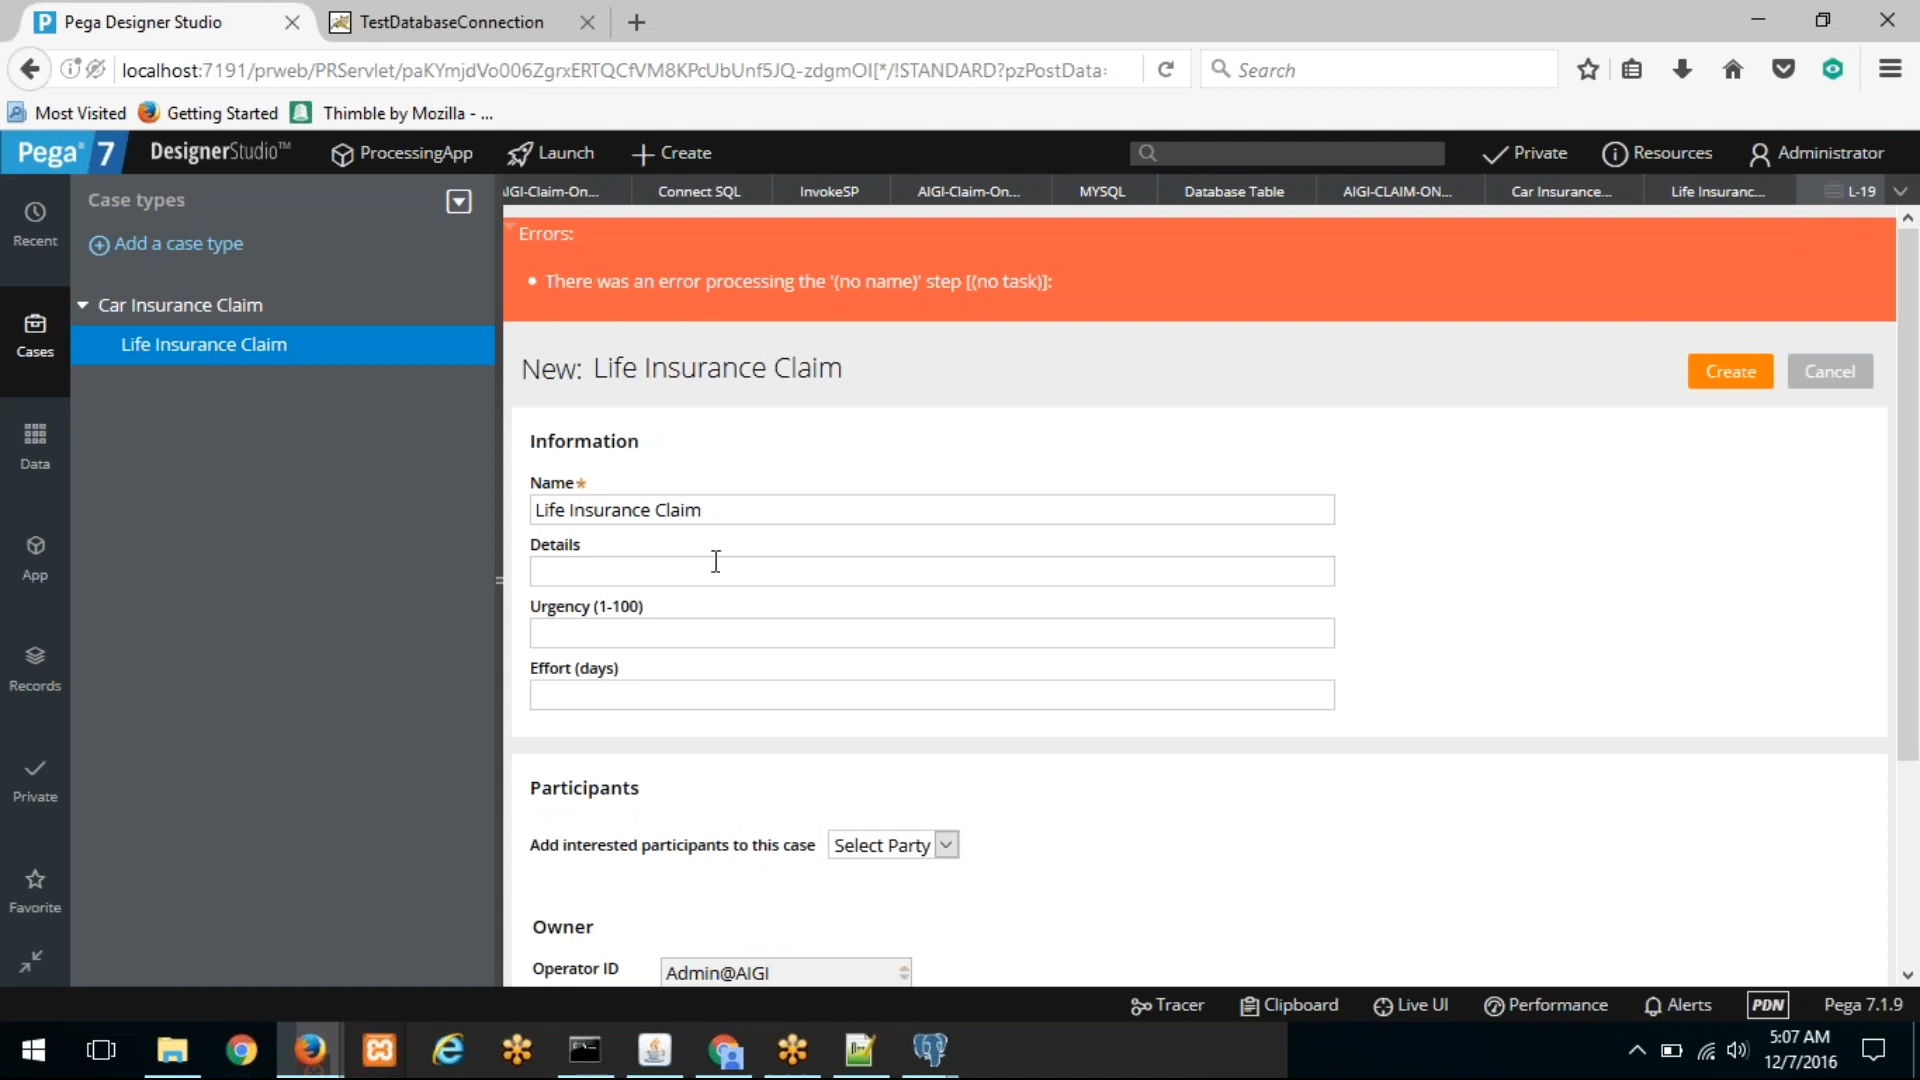 Pega Designer Studio
TestDatabaseConnection
localhost:7191/prweb/PRServlet/paKYmjdVo006ZgrxERTQCfVM8KPcUbUnf5JQ-zdgmOI[*/!STANDARD?pzPostData:
Search
Most Visited
Getting Started
Thimble by Mozilla - ...
Pega 7
DesignerStudio™
ProcessingApp
Launch
Create
Private
Resources
Administrator
Recent
Cases
Data
App
Records
Private
Favorite
Case types
Add a case type
Car Insurance Claim
Life Insurance Claim
AIGI-Claim-On...
Connect SQL
InvokeSP
AIGI-Claim-On...
MYSQL
Database Table
AIGI-CLAIM-ON...
Car Insurance...
Life Insuranc...
L-19
Errors:
• There was an error processing the '(no name)' step [(no task)]:
New: Life Insurance Claim
Create
Cancel
Information
Name*
Life Insurance Claim
Details
Urgency (1-100)
Effort (days)
Participants
Add interested participants to this case
Select Party
Owner
Operator ID
Admin@AIGI
Tracer
Clipboard
Live UI
Performance
Alerts
PDN
Pega 7.1.9
5:07 AM
12/7/2016